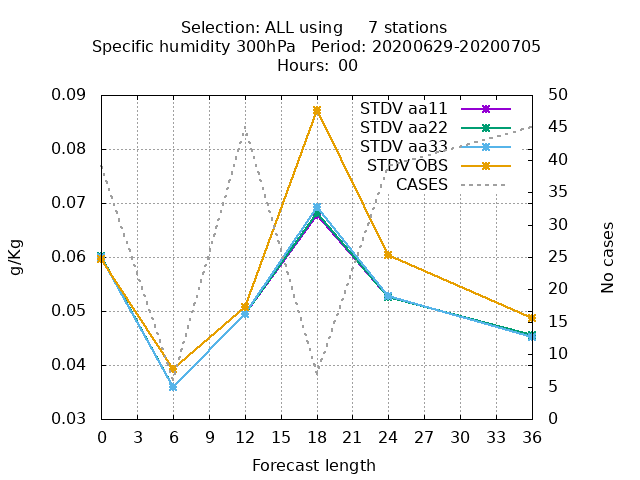 Selection: ALL using 7 stations
Specific humidity 300hPa Period: 20200629-20200705
Hours: 00
0.09
0.08
0.07
0.06
0.05
0.04
0.03
g/Kg
STDV aa11
STDV aa22
STDV aa33
STDV OBS
CASES
50
45
40
35
30
25
20
15
10
5
0
No cases
0 3 6 9 12 15 18 21 24 27 30 33 36
Forecast length